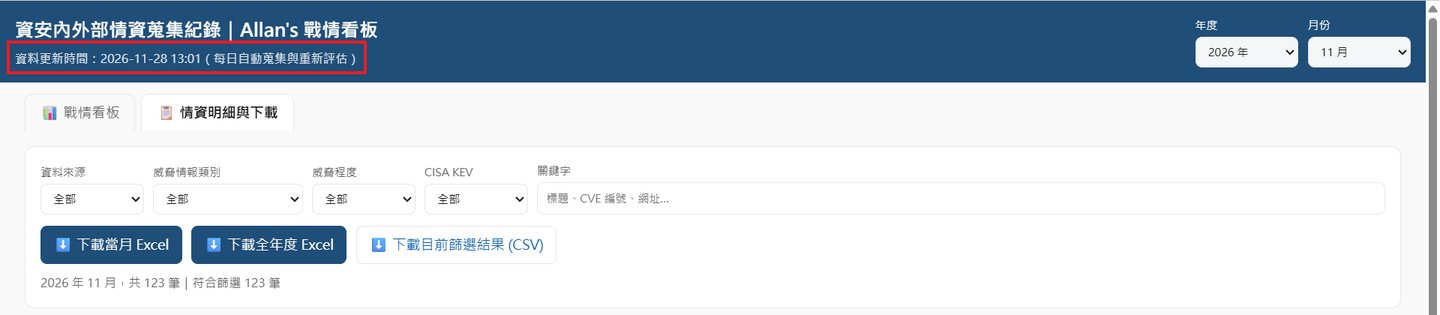 資安內外部情資蒐集紀錄｜Allan's 戰情看板
資料更新時間：2026-11-28 13:01 ( 每日自動蒐集與重新評估 )
年度
2026 年
月份
11 月
戰情看板
情資明細與下載
資料來源
全部
威脅情報類別
全部
威脅程度
全部
CISA KEV
全部
關鍵字
標題、CVE 編號、網址...
下載當月 Excel
下載全年度 Excel
下載目前篩選結果 (CSV)
2026 年 11 月，共 123 筆｜符合篩選 123 筆